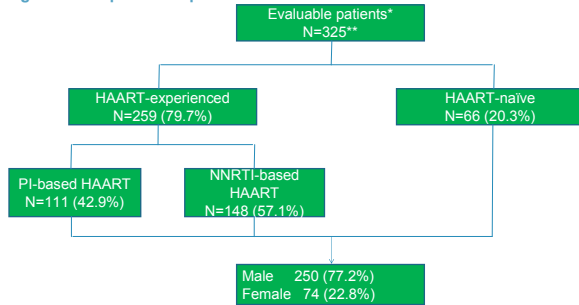 Evaluable patients*
N=325**
HAART-experienced
N=259 (79.7%)
HAART-naïve
N=66 (20.3%)
PI-based HAART
N=111 (42.9%)
NNRTI-based
HAART
N=148 (57.1%)
Male 250 (77.2%)
Female 74 (22.8%)